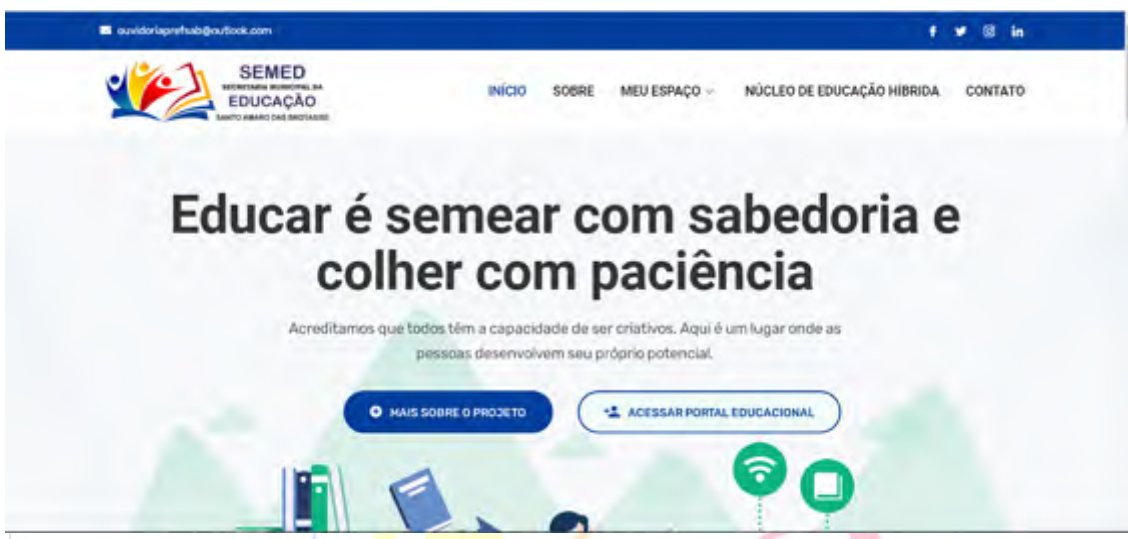 ouvidoriaprefsab@outlook.com
SEMED
SECRETARIA MUNICIPAL DA
EDUCAÇÃO
SANTO AMARO DAS BROTAS/SE
INÍCIO SOBRE MEU ESPAÇO NÚCLEO DE EDUCAÇÃO HÍBRIDA CONTATO
Educar é semear com sabedoria e
colher com paciência
Acreditamos que todos têm a capacidade de ser criativos. Aqui é um lugar onde as
pessoas desenvolvem seu próprio potencial.
MAIS SOBRE O PROJETO ACESSAR PORTAL EDUCACIONAL